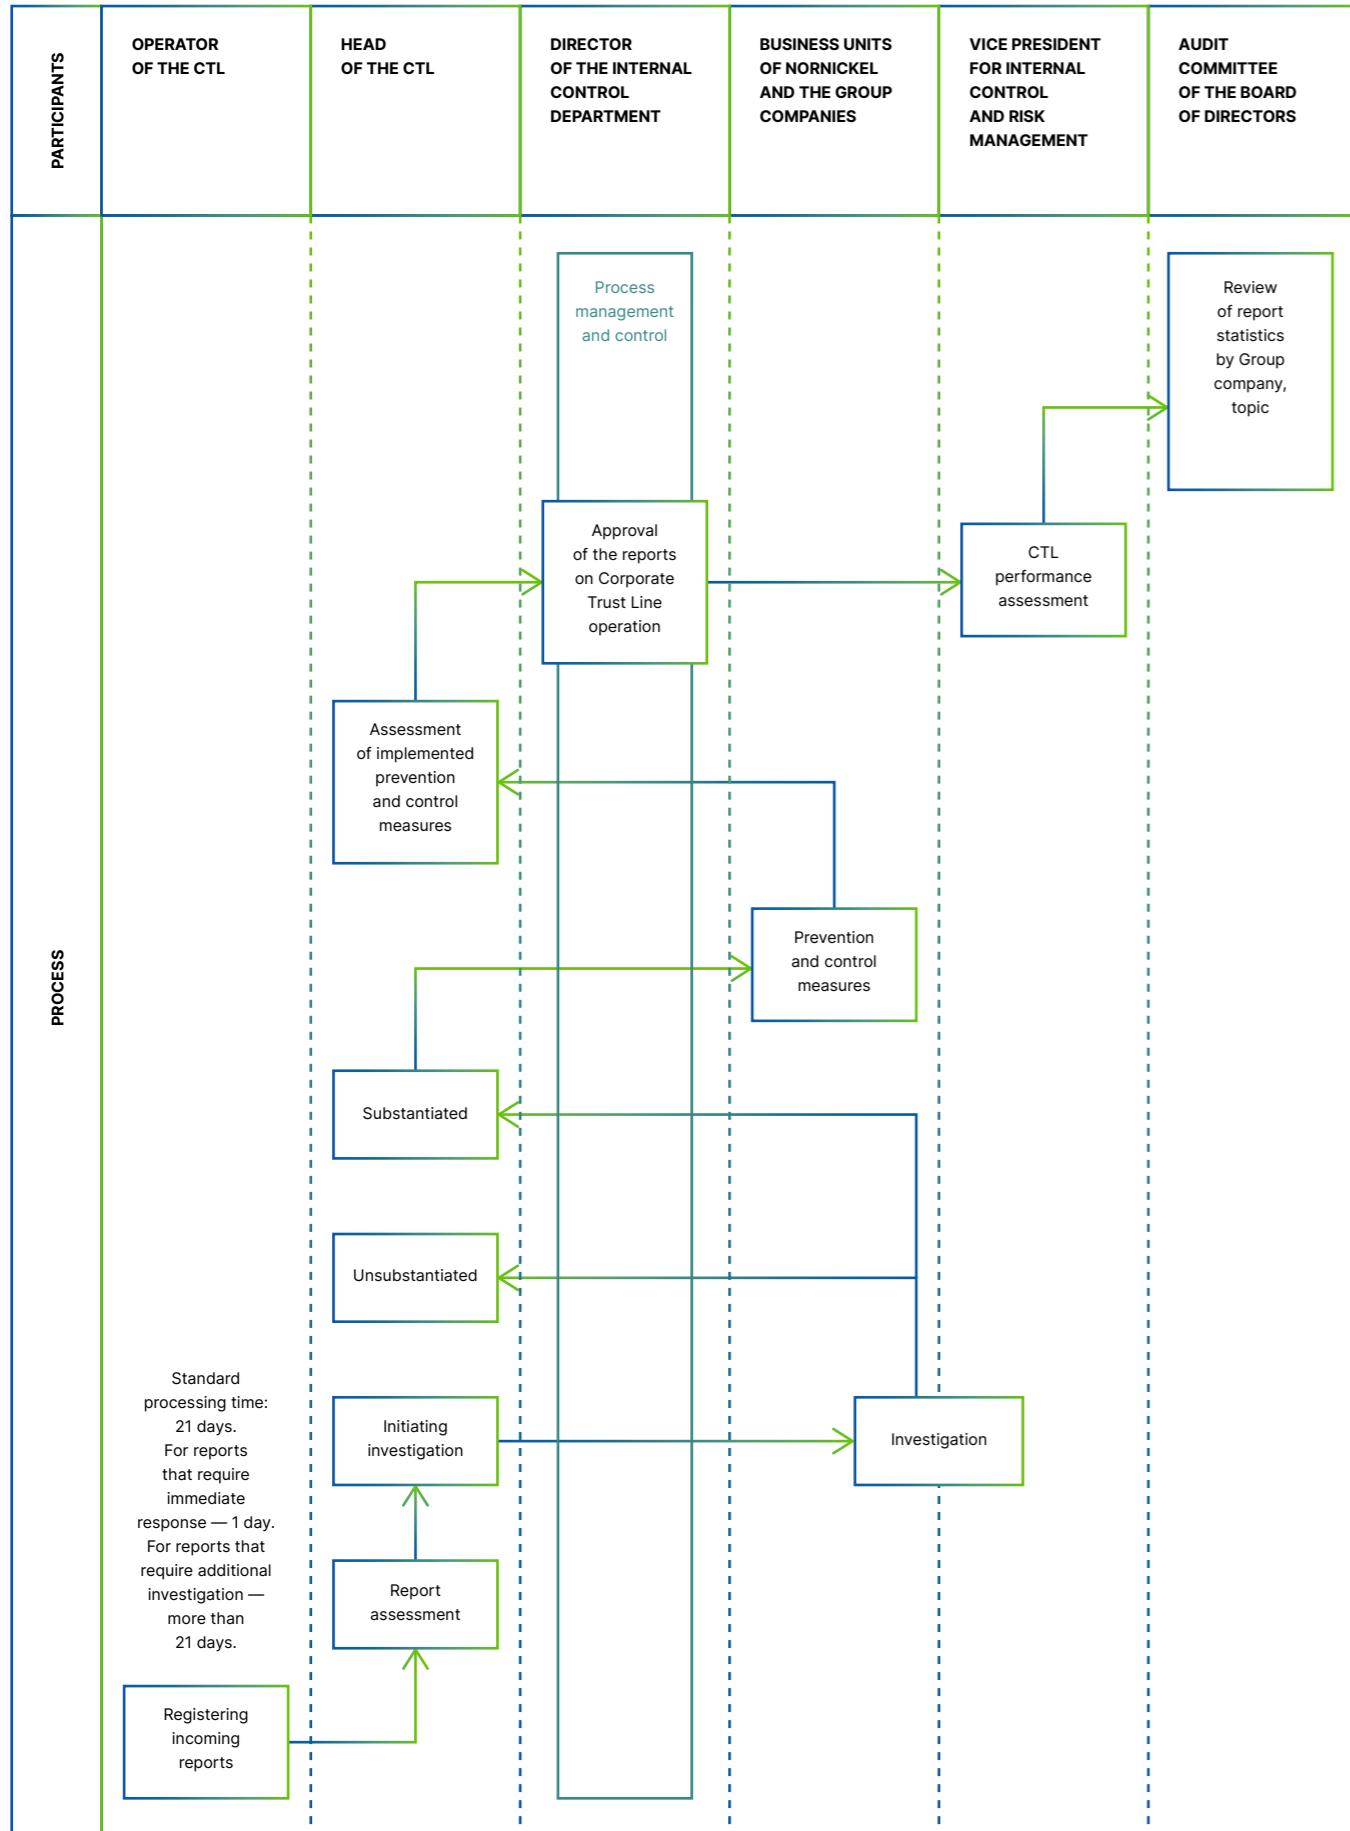 PARTICIPANTS
OPERATOR
OF THE CTL
HEAD
OF THE CTL
DIRECTOR
OF THE INTERNAL
CONTROL
DEPARTMENT
BUSINESS UNITS
OF NORNICKEL
AND THE GROUP
COMPANIES
VICE PRESIDENT
FOR INTERNAL
CONTROL
AND RISK
MANAGEMENT
AUDIT
COMMITTEE
OF THE BOARD
OF DIRECTORS
PROCESS
Process
management
and control
Review
of report
statistics
by Group
company,
topic
Approval
of the reports
on Corporate
Trust Line
operation
CTL
performance
assessment
Assessment
of implemented
prevention
and control
measures
Prevention
and control
measures
Substantiated
Unsubstantiated
Standard
processing time:
21 days.
For reports
that require
immediate
response — 1 day.
For reports that
require additional
investigation —
more than
21 days.
Initiating
investigation
Investigation
Report
assessment
Registering
incoming
reports